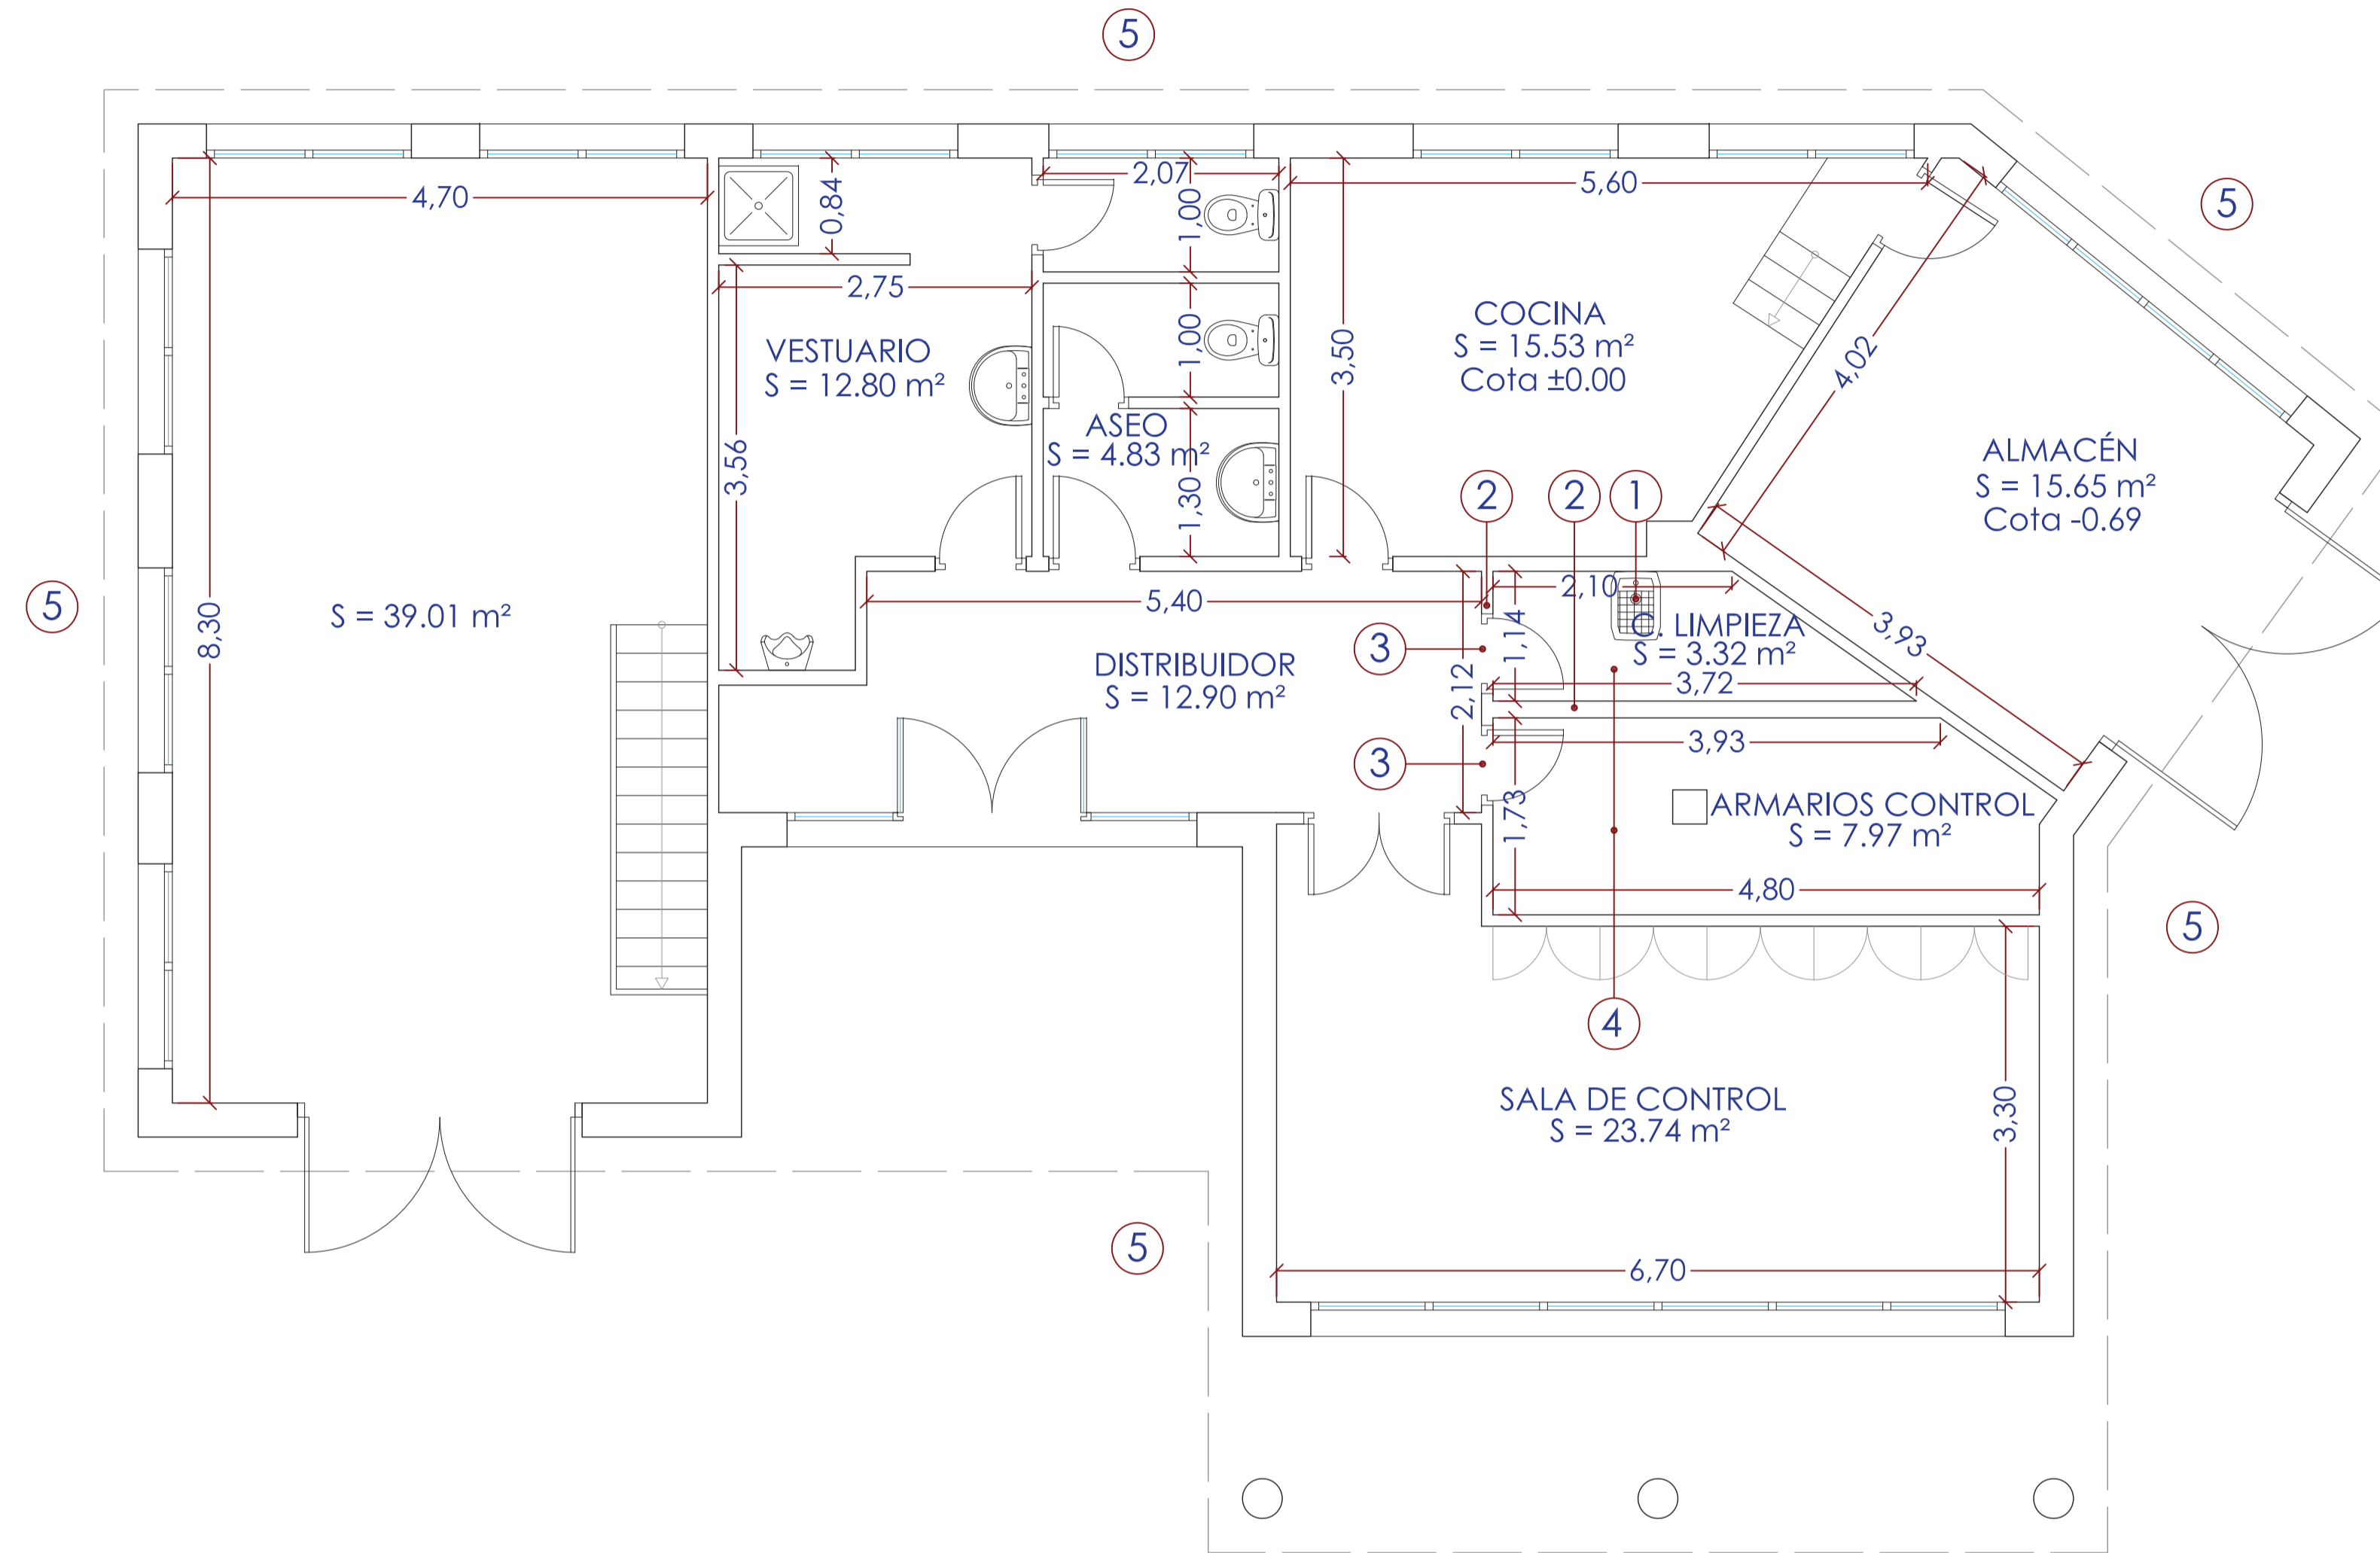 5
4,70
0,84
2,07
1,00
5,60
5
2,75
VESTUARIO
S = 12.80 m²
3,56
1,00
ASEO
S = 4.83 m²
1,30
3,50
COCINA
S = 15.53 m²
Cota ±0.00
4,02
ALMACÉN
S = 15.65 m²
Cota -0.69
2
2
1
5
8,30
S = 39.01 m²
5,40
2,10
3
1,14
C. LIMPIEZA
S = 3.32 m²
3,72
3,93
DISTRIBUIDOR
S = 12.90 m²
2,12
3
3,93
1,73
ARMARIOS CONTROL
S = 7.97 m²
4,80
5
4
SALA DE CONTROL
S = 23.74 m²
3,30
5
6,70